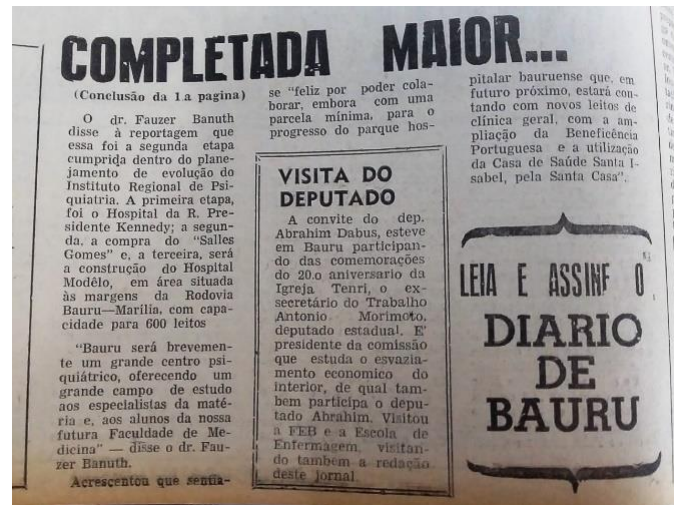 COMPLETADA MAIOR...
(Conclusão da 1a pagina)
O dr. Fauzer Banuth
disse à reportagem que
essa foi a segunda etapa
cumprida dentro do plane-
jamento de evolução do
Instituto Regional de Psi-
quiatria. A primeira etapa,
foi o Hospital da R. Pre-
sidente Kennedy; a segun-
da, a compra do "Salles
Gomes" e, a terceira, será
a construção do Hospital
Modêlo, em área situada
às margens da Rodovia
Bauru—Marília, com capa-
cidade para 600 leitos
"Bauru será brevemen-
te um grande centro psi-
quiátrico, oferecendo um
grande campo de estudo
aos especialistas da maté-
ria e, aos alunos da nossa
futura Faculdade de Me-
dicina" — disse o dr. Fau-
zer Banuth.
Acrescentou que sentia-
se "feliz por poder cola-
borar, embora com uma
parcela mínima, para o
progresso do parque hos-
pitalar bauruense que, em
futuro próximo, estará con-
tando com novos leitos de
clínica geral, com a am-
pliação da Beneficência
Portuguesa e a utilização
da Casa de Saúde Santa I-
sabel, pela Santa Casa".
VISITA DO
DEPUTADO
A convite do dep.
Abrahim Dabus, esteve
em Bauru participan-
do das comemorações
do 20.o aniversario da
Igreja Tenri, o ex-
secretário do Trabalho
Antonio Morimoto,
deputado estadual. E'
presidente da comissão
que estuda o esvazia-
mento economico do
interior, de qual tam-
bem participa o depu-
tado Abrahim. Visitou
a FEB e a Escola de
Enfermagem, visitan-
do também a redação
deste jornal
LEIA E ASSINE O
DIARIO
DE
BAURU